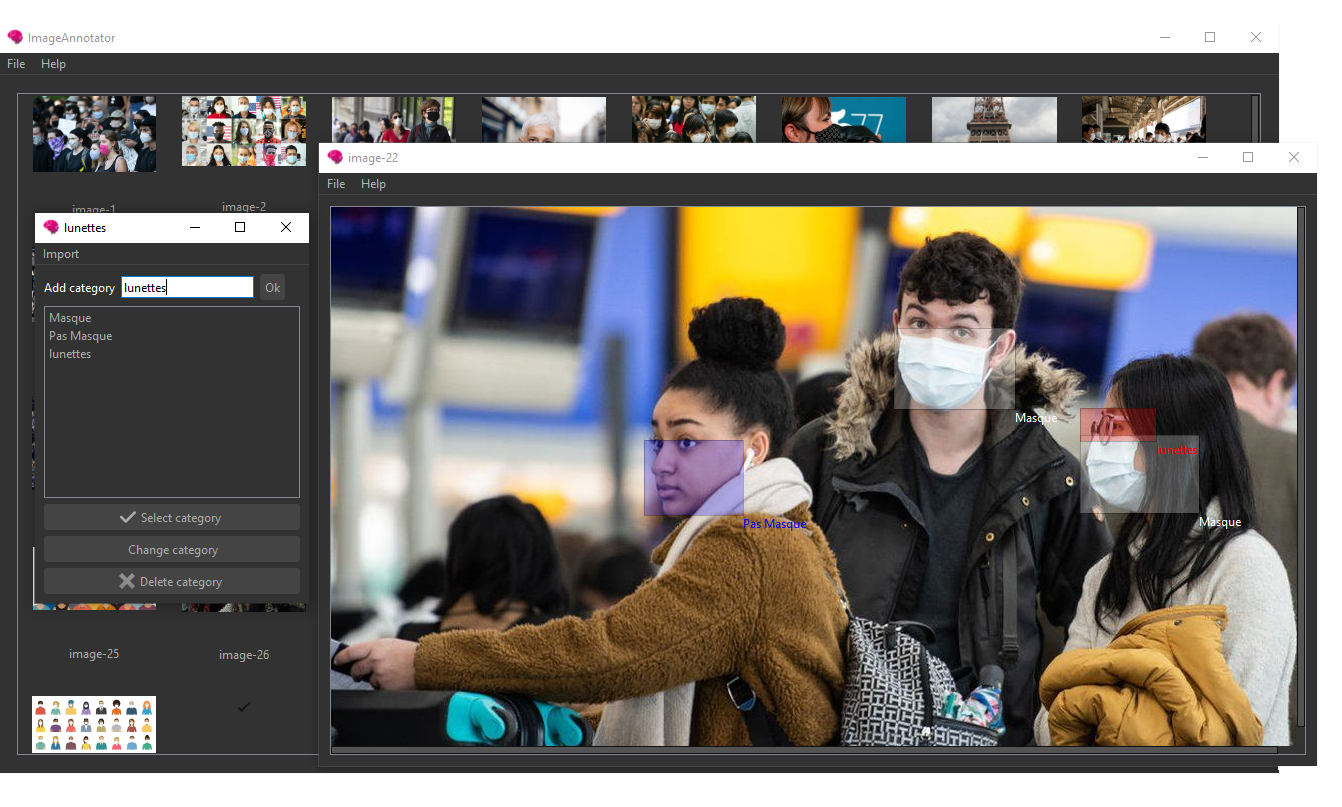 ImageAnnotator
File Help
77
image-1
image-2
image-22
File Help
lunettes
Import
Add category lunettes Ok
Masque
Pas Masque
lunettes
Select category
Change category
Delete category
Masque
lunettes
Masque
Pas Masque
image-25
image-26